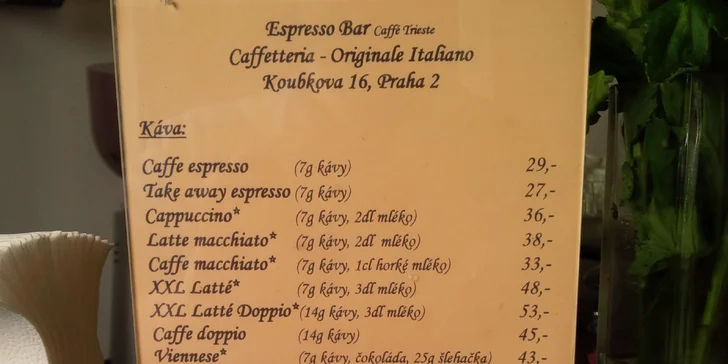 Espresso Bar Caffè Trieste
Caffetteria - Originale Italiano
Koubkova 16, Praha 2
Káva:
Caffe espresso (7g kávy) 29,-
Take away espresso (7g kávy) 27,-
Cappuccino* (7g kávy, 2dl mléko) 36,-
Latte macchiato* (7g kávy, 2dl mléko) 38,-
Caffe macchiato* (7g kávy, 1cl horké mléko) 33,-
XXL Latté* (7g kávy, 3dl mléko) 48,-
XXL Latté Doppio* (14g kávy, 3dl mléko) 53,-
Caffe doppio (14g kávy) 45,-
Viennese* (7g kávy, čokoláda, 25g šlehačka) 43,-